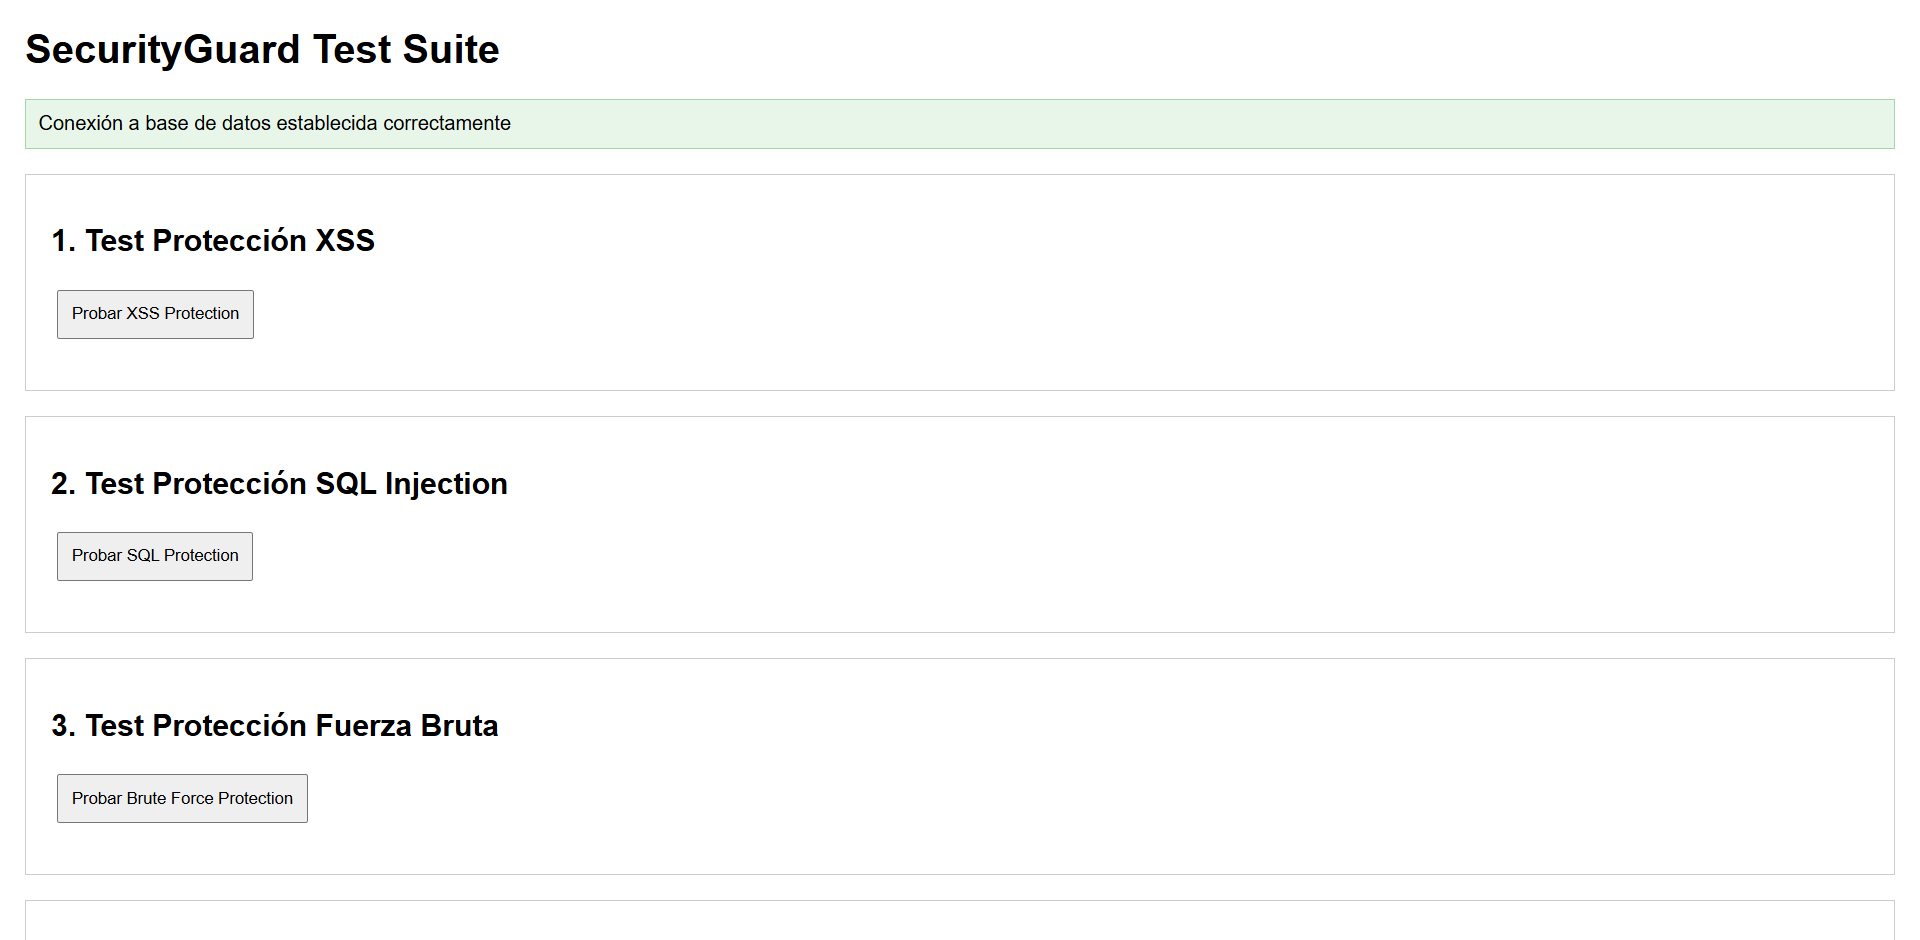 SecurityGuard Test Suite
Conexión a base de datos establecida correctamente
1. Test Protección XSS
Probar XSS Protection
2. Test Protección SQL Injection
Probar SQL Protection
3. Test Protección Fuerza Bruta
Probar Brute Force Protection